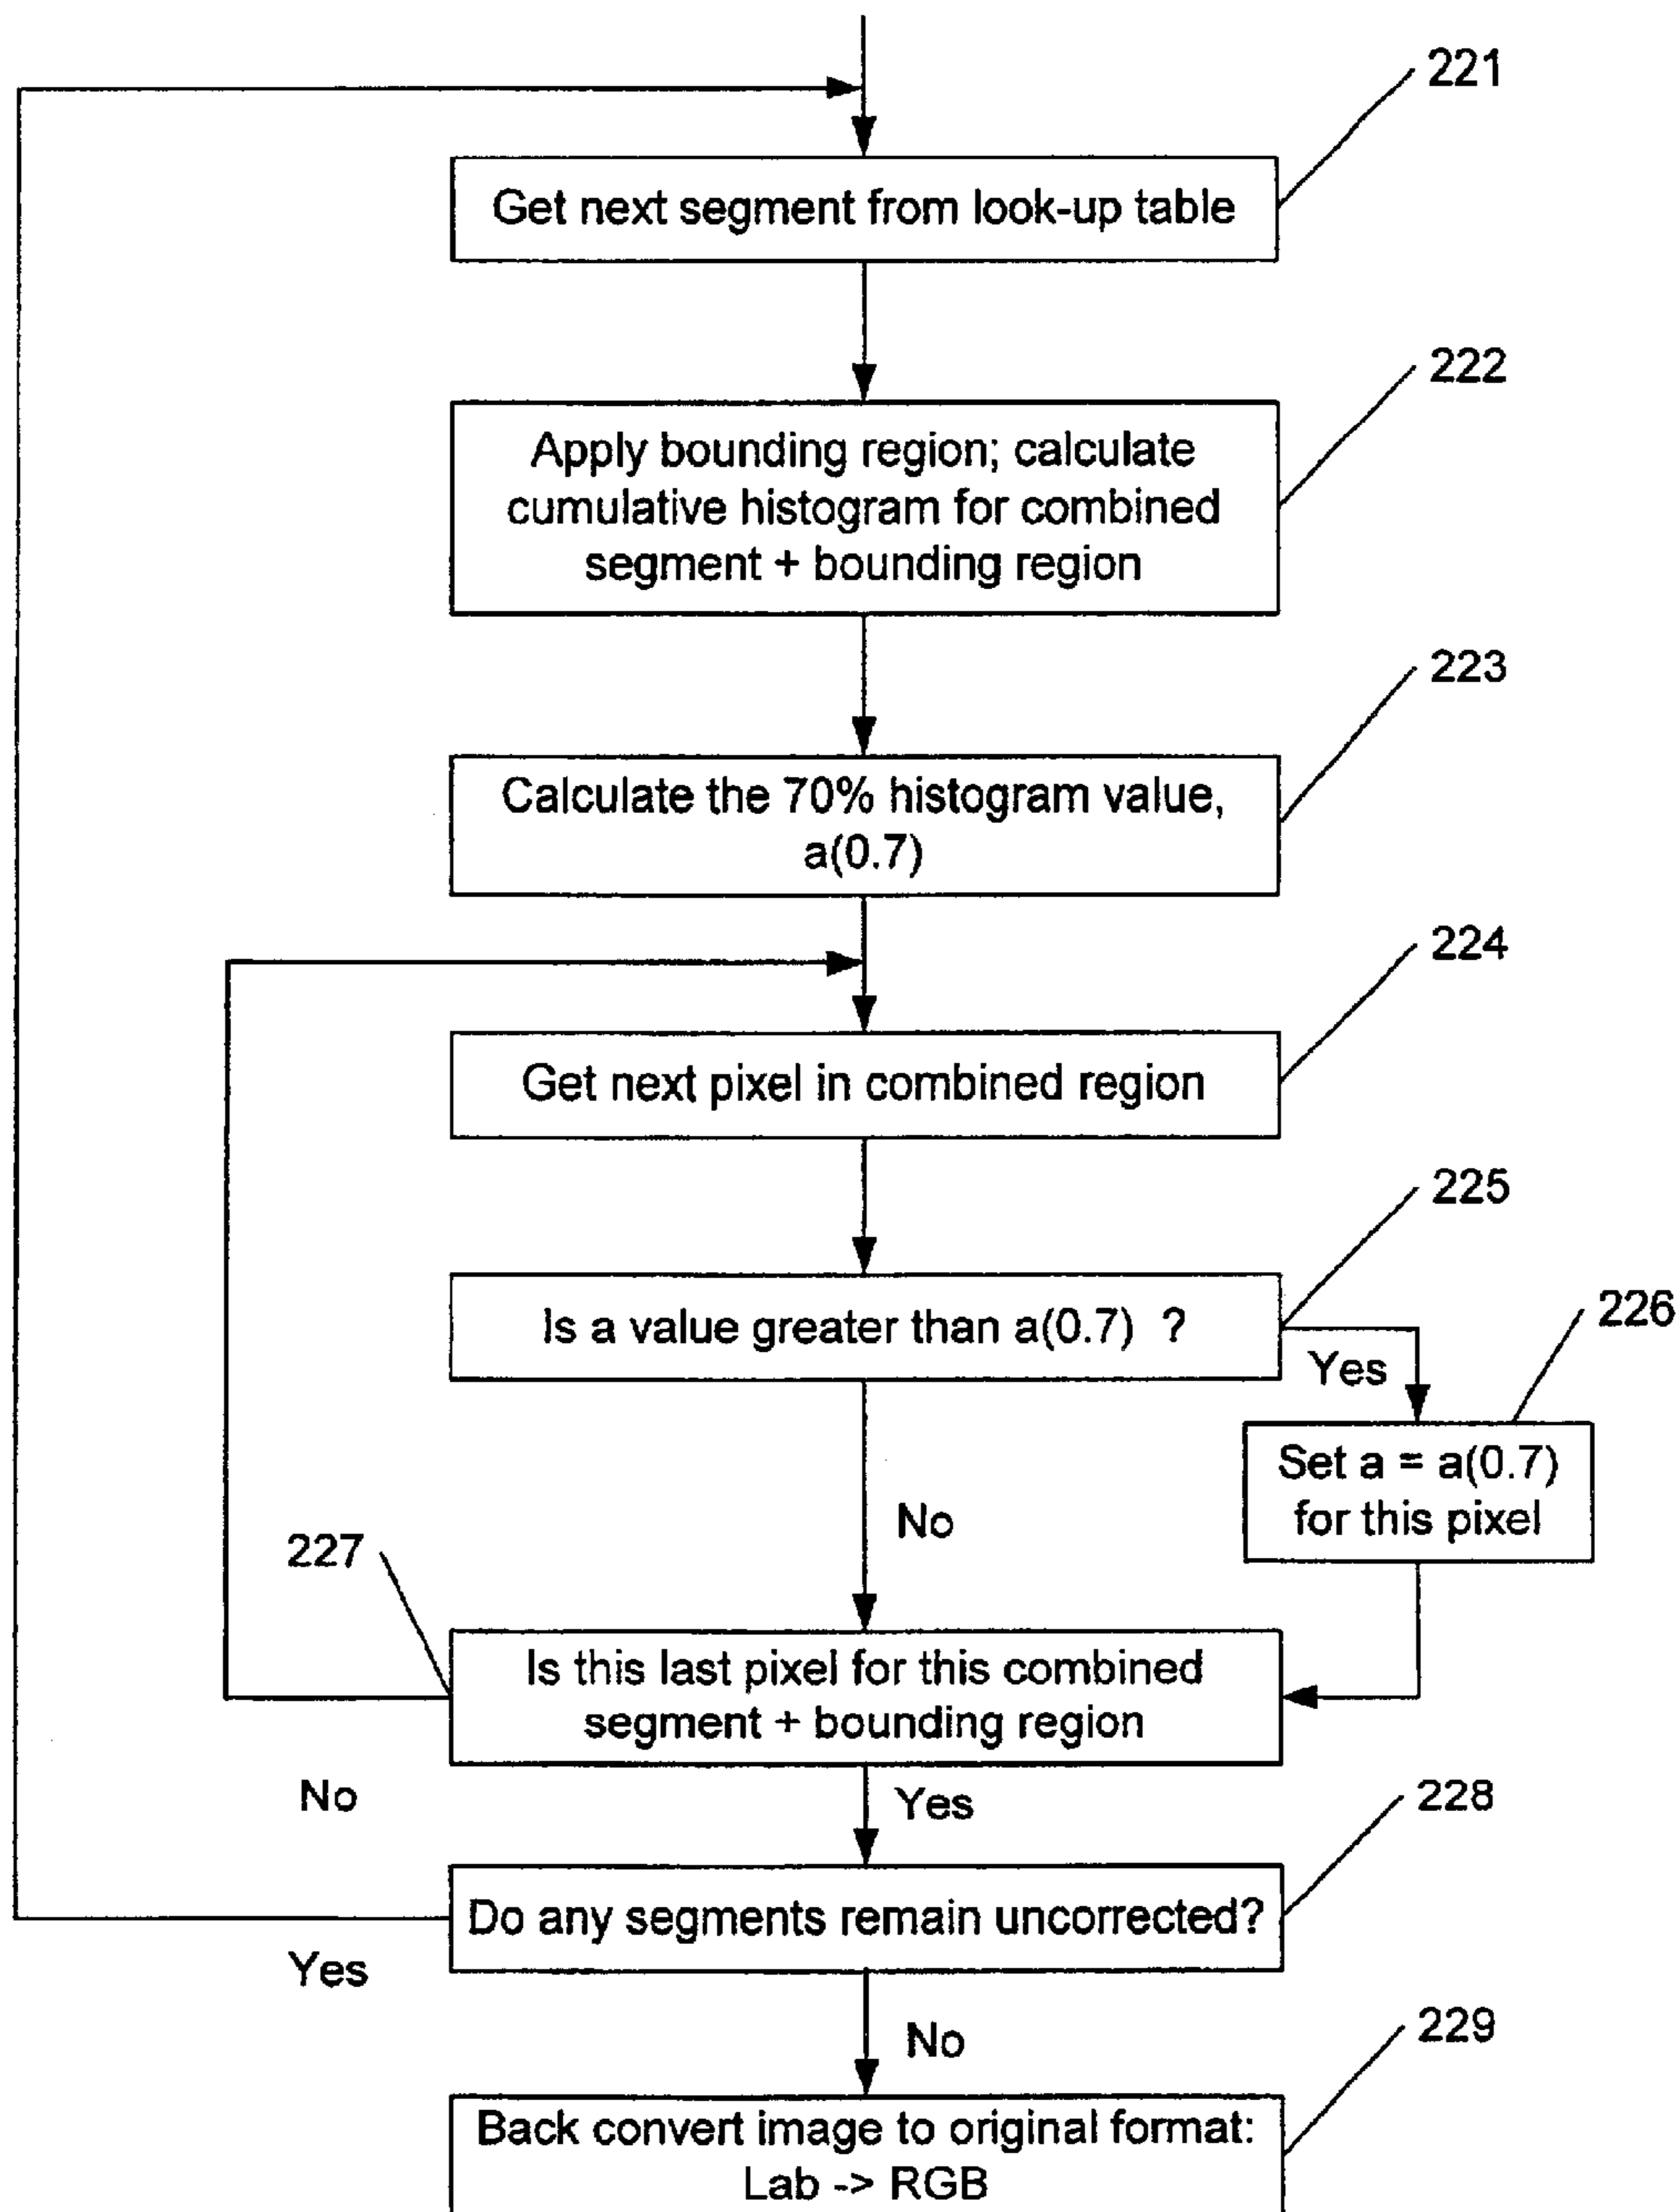 221
Get next segment from look-up table
222
Apply bounding region; calculate
cumulative histogram for combined
segment + bounding region
223
Calculate the 70% histogram value,
a(0.7)
224
Get next pixel in combined region
225
Is a value greater than a(0.7) ?
226
Yes
Set a = a(0.7)
for this pixel
No
227
Is this last pixel for this combined
segment + bounding region
No
Yes
228
Do any segments remain uncorrected?
Yes
No
229
Back convert image to original format:
Lab -> RGB